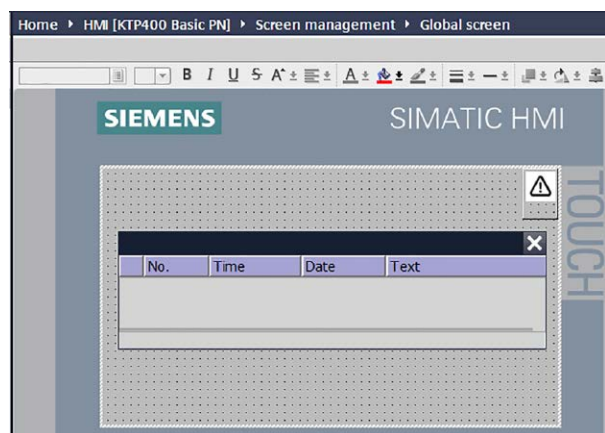 Home ‣ HMI [KTP400 Basic PN] ‣ Screen management ‣ Global screen
B I U S A A
SIEMENS SIMATIC HMI
TOUCH
No. Time Date Text